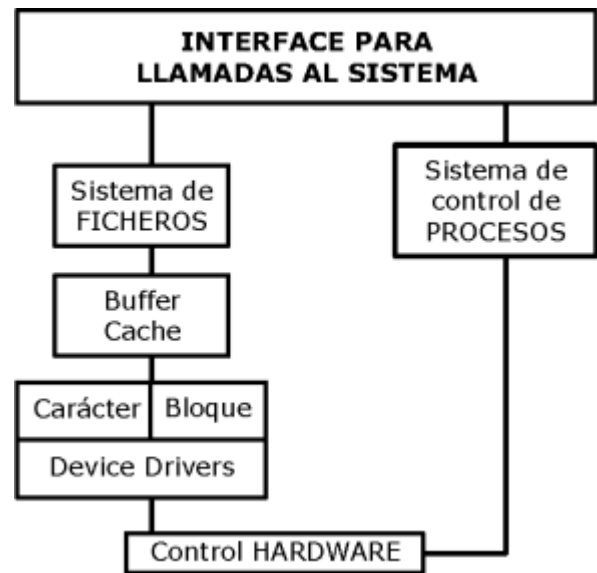 INTERFACE PARA
LLAMADAS AL SISTEMA
Sistema de
FICHEROS
Sistema de
control de
PROCESOS
Buffer
Cache
Carácter
Bloque
Device Drivers
Control HARDWARE